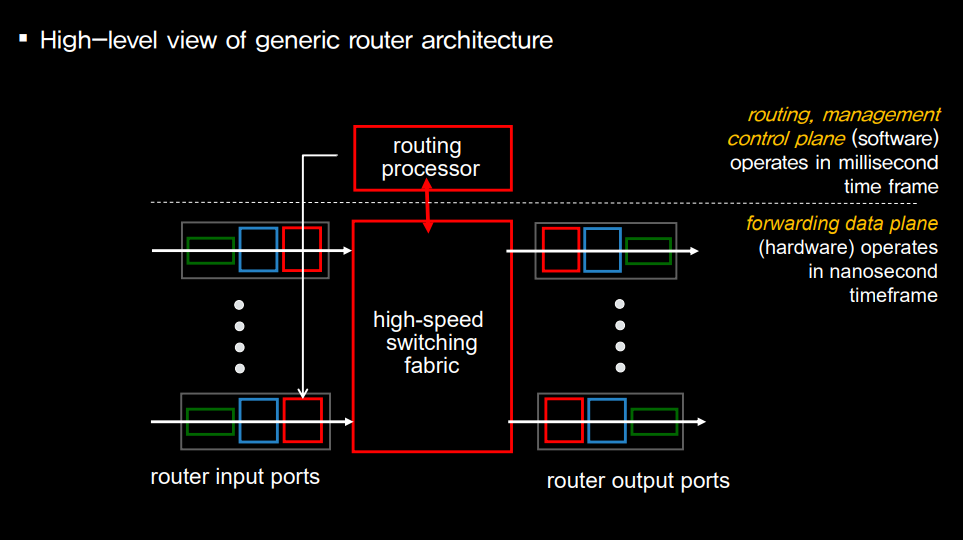 ▪ High-level view of generic router architecture
routing, management
control plane (software)
operates in millisecond
time frame
routing
processor
forwarding data plane
(hardware) operates
in nanosecond
timeframe
high-speed
switching
fabric
router input ports
router output ports